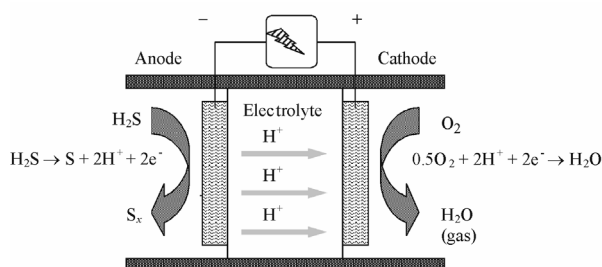 − +
Anode Cathode
Electrolyte
H₂S
H⁺
O₂
H₂S → S + 2H⁺ + 2e⁻
0.5O₂ + 2H⁺ + 2e⁻ → H₂O
H⁺
H⁺
Sₓ
H₂O
(gas)